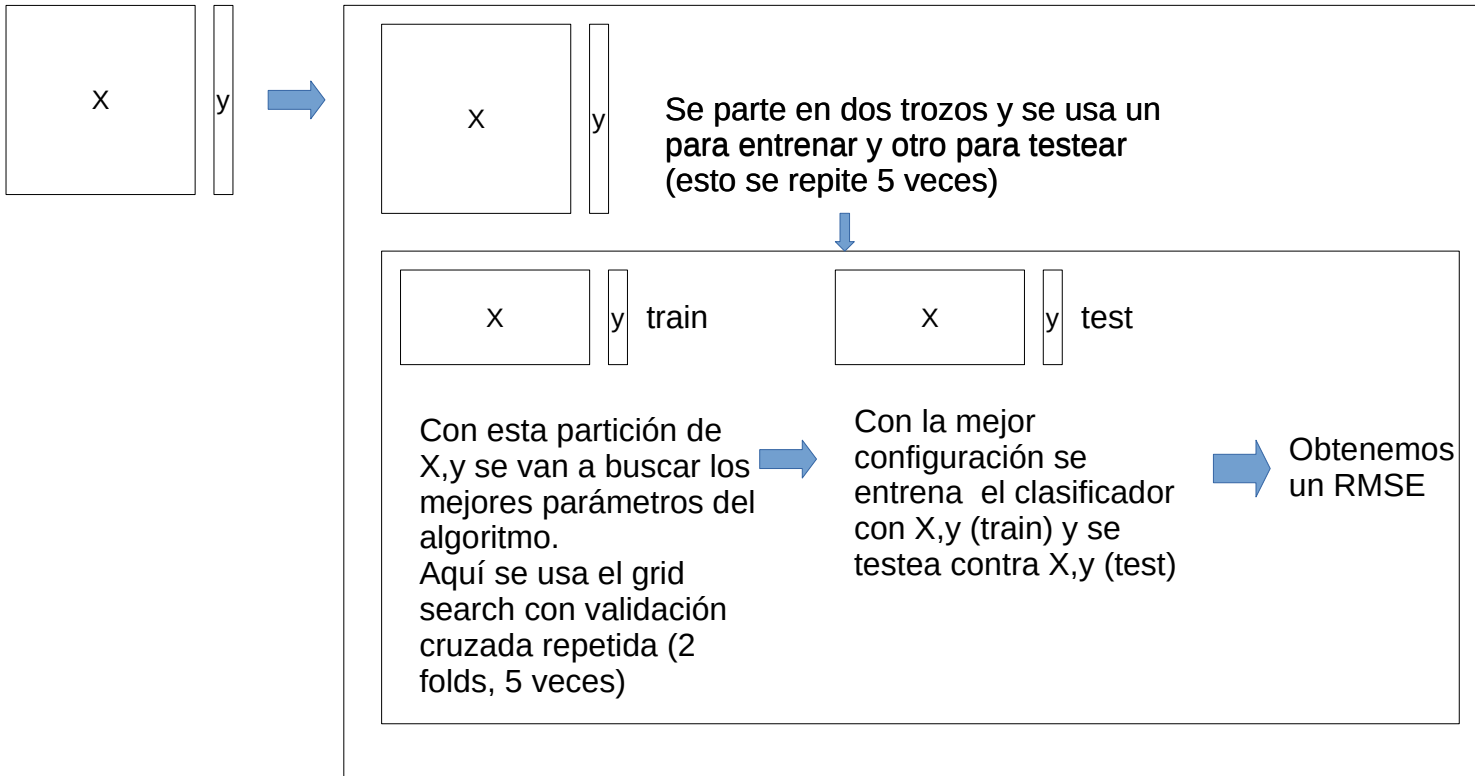 X
y
X
y
Se parte en dos trozos y se usa un
para entrenar y otro para testear
(esto se repite 5 veces)
X
y
train
X
y
test
Con esta partición de
X,y se van a buscar los
mejores parámetros del
algoritmo.
Aquí se usa el grid
search con validación
cruzada repetida (2
folds, 5 veces)
Con la mejor
configuración se
entrena  el clasificador
con X,y (train) y se
testea contra X,y (test)
Obtenemos
un RMSE